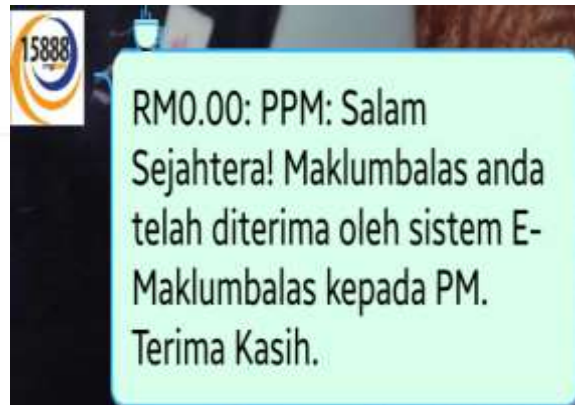 15888
RM0.00: PPM: Salam
Sejahtera! Maklumbalas anda
telah diterima oleh sistem E-
Maklumbalas kepada PM.
Terima Kasih.